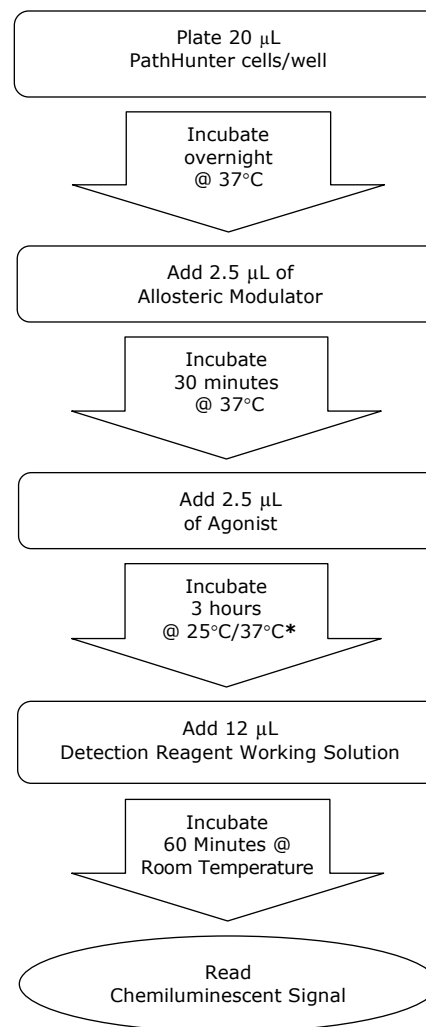 Plate 20 μL
PathHunter cells/well
Incubate
overnight
@ 37°C
Add 2.5 μL of
Allosteric Modulator
Incubate
30 minutes
@ 37°C
Add 2.5 μL
of Agonist
Incubate
3 hours
@ 25°C/37°C*
Add 12 μL
Detection Reagent Working Solution
Incubate
60 Minutes @
Room Temperature
Read
Chemiluminescent Signal